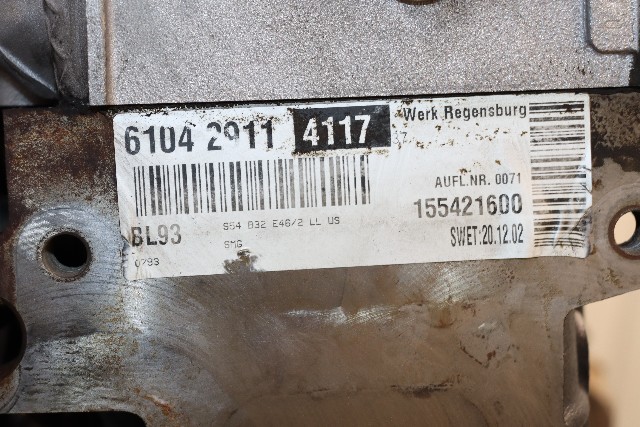 6104 2911 4117 Werk Regensburg
AUFL.NR. 0071
155421600
BL93 S54 B32 E46/2 LL US
SMG
SWET:20.12.02
0793